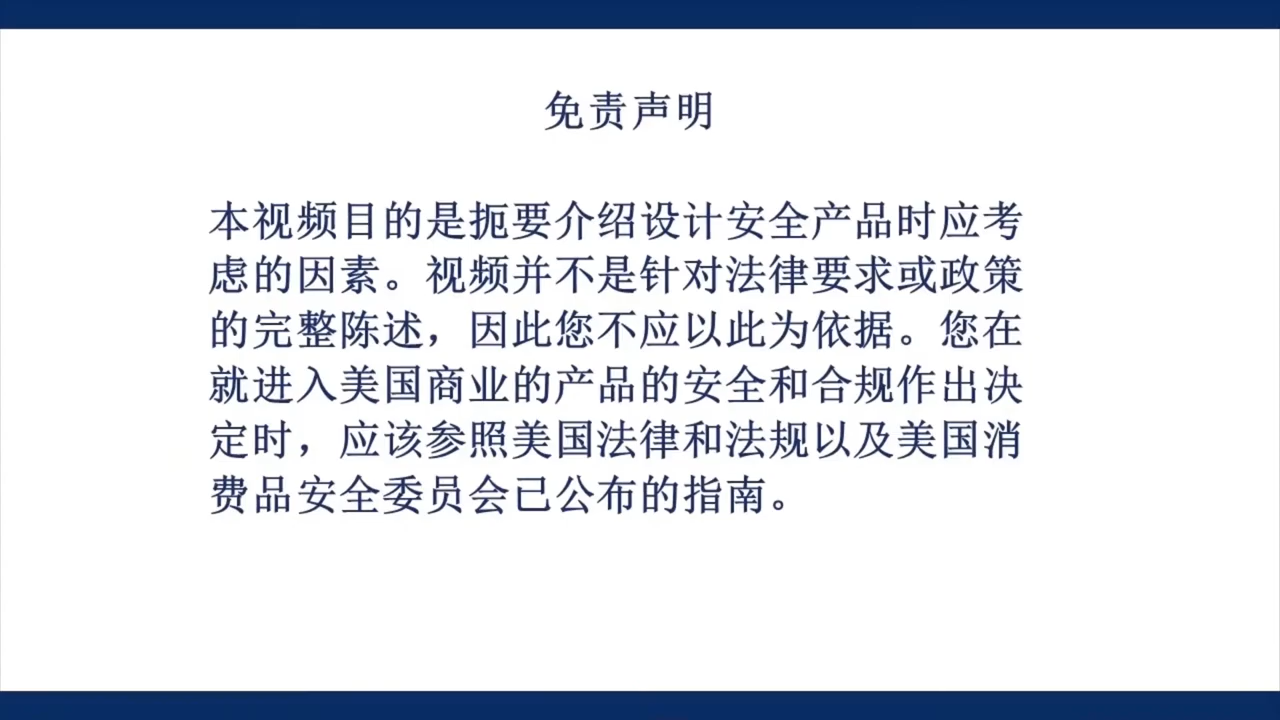 免责声明
本视频目的是扼要介绍设计安全产品时应考
虑的因素。视频并不是针对法律要求或政策
的完整陈述，因此您不应以此为依据。您在
就进入美国商业的产品的安全和合规作出决
定时，应该参照美国法律和法规以及美国消
费品安全委员会已公布的指南。